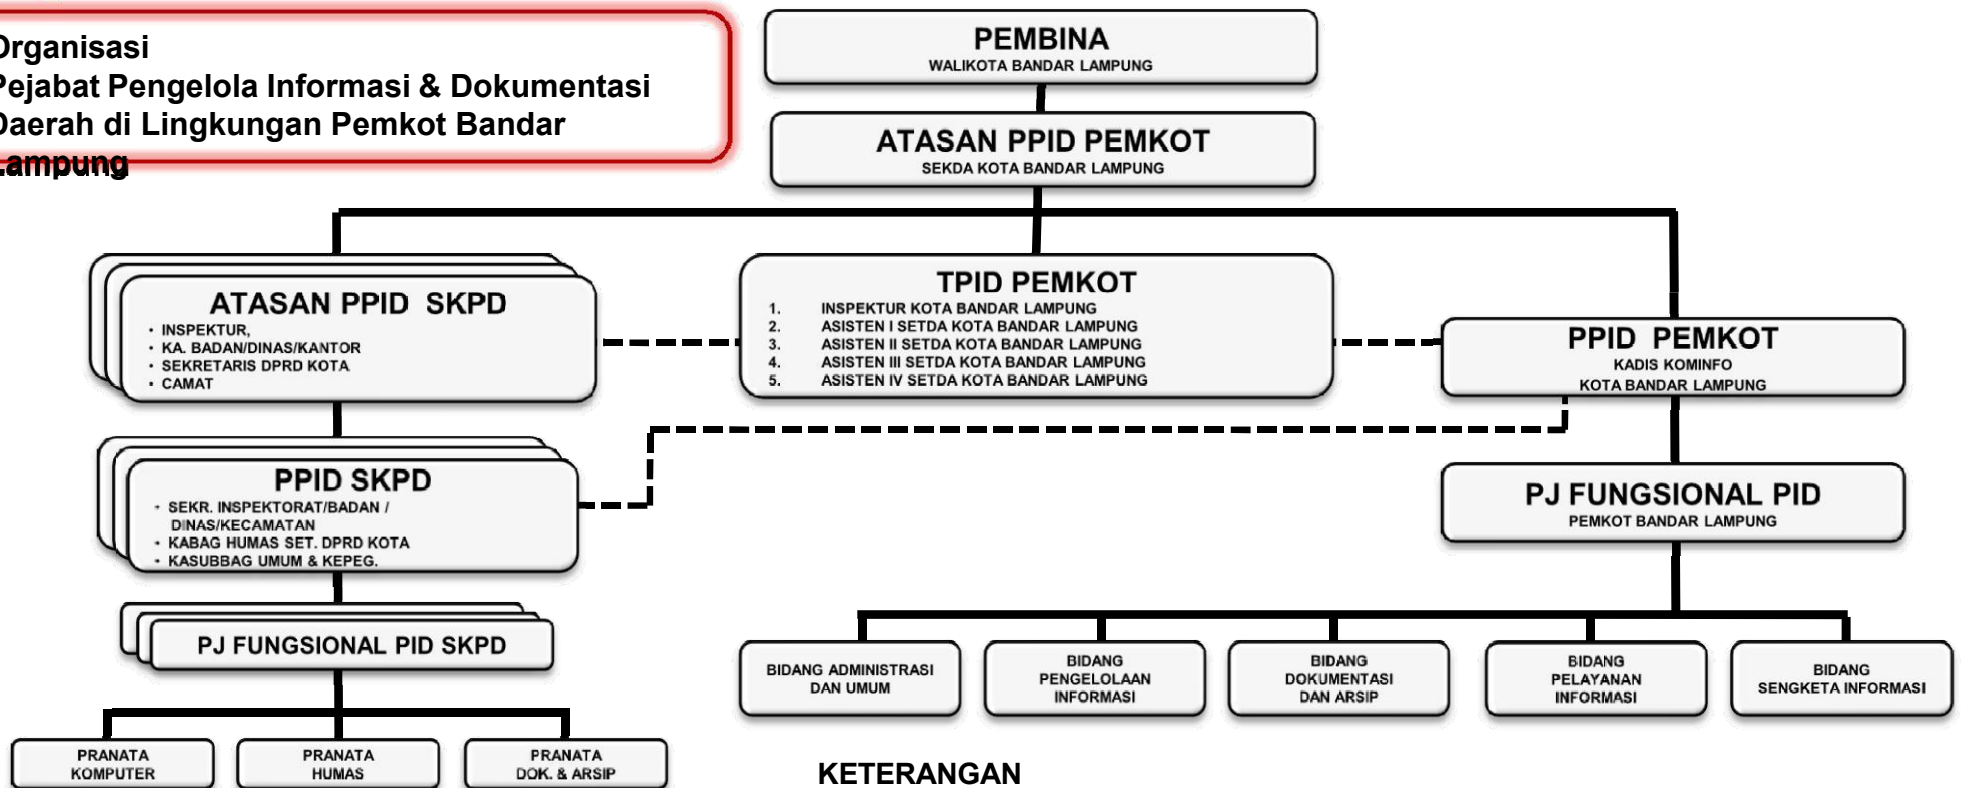 Organisasi
Pejabat Pengelola Informasi & Dokumentasi
Daerah di Lingkungan Pemkot Bandar
Lampung
PEMBINA
WALIKOTA BANDAR LAMPUNG
ATASAN PPID PEMKOT
SEKDA KOTA BANDAR LAMPUNG
ATASAN PPID SKPD
• INSPEKTUR,
• KA. BADAN/DINAS/KANTOR
• SEKRETARIS DPRD KOTA
• CAMAT
TPID PEMKOT
1. INSPEKTUR KOTA BANDAR LAMPUNG
2. ASISTEN I SETDA KOTA BANDAR LAMPUNG
3. ASISTEN II SETDA KOTA BANDAR LAMPUNG
4. ASISTEN III SETDA KOTA BANDAR LAMPUNG
5. ASISTEN IV SETDA KOTA BANDAR LAMPUNG
PPID PEMKOT
KADIS KOMINFO
KOTA BANDAR LAMPUNG
PPID SKPD
• SEKR. INSPEKTORAT/BADAN /
DINAS/KECAMATAN
• KABAG HUMAS SET. DPRD KOTA
• KASUBBAG UMUM & KEPEG.
PJ FUNGSIONAL PID
PEMKOT BANDAR LAMPUNG
PJ FUNGSIONAL PID SKPD
BIDANG ADMINISTRASI
DAN UMUM
BIDANG
PENGELOLAAN
INFORMASI
BIDANG
DOKUMENTASI
DAN ARSIP
BIDANG
PELAYANAN
INFORMASI
BIDANG
SENGKETA INFORMASI
PRANATA
KOMPUTER
PRANATA
HUMAS
PRANATA
DOK. & ARSIP
KETERANGAN